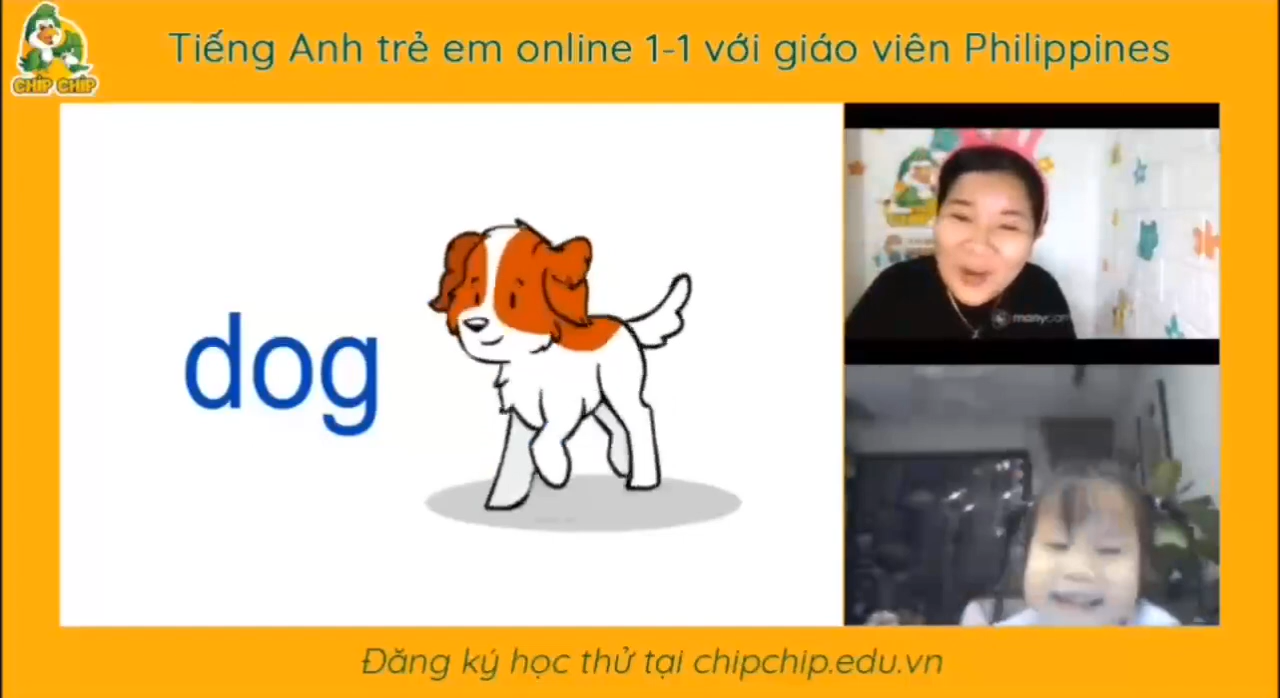 Tiếng Anh trẻ em online 1-1 với giáo viên Philippines
CHIP CHIP
dog
manycam
Đăng ký học thử tại chipchip.edu.vn